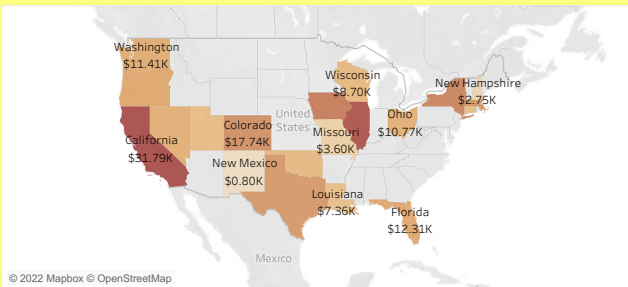 Washington
$11.41K
Wisconsin
$8.70K
New Hampshire
$2.75K
United
States
Colorado
$17.74K
Ohio
$10.77K
Missouri
$3.60K
California
$31.79K
New Mexico
$0.80K
Louisiana
$7.36K
Florida
$12.31K
Mexico
© 2022 Mapbox © OpenStreetMap